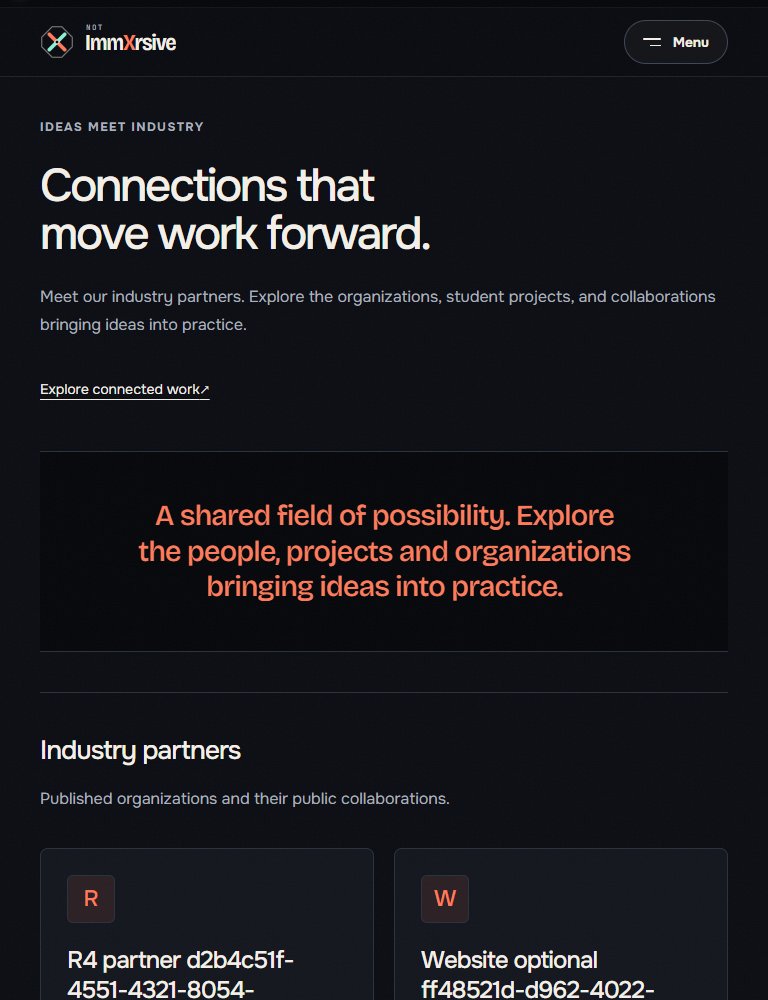 NOT
ImmXrsive
Menu
IDEAS MEET INDUSTRY
Connections that
move work forward.
Meet our industry partners. Explore the organizations, student projects, and collaborations
bringing ideas into practice.
Explore connected work↗
A shared field of possibility. Explore
the people, projects and organizations
bringing ideas into practice.
Industry partners
Published organizations and their public collaborations.
R
R4 partner d2b4c51f-
4551-4321-8054-
W
Website optional
ff48521d-d962-4022-